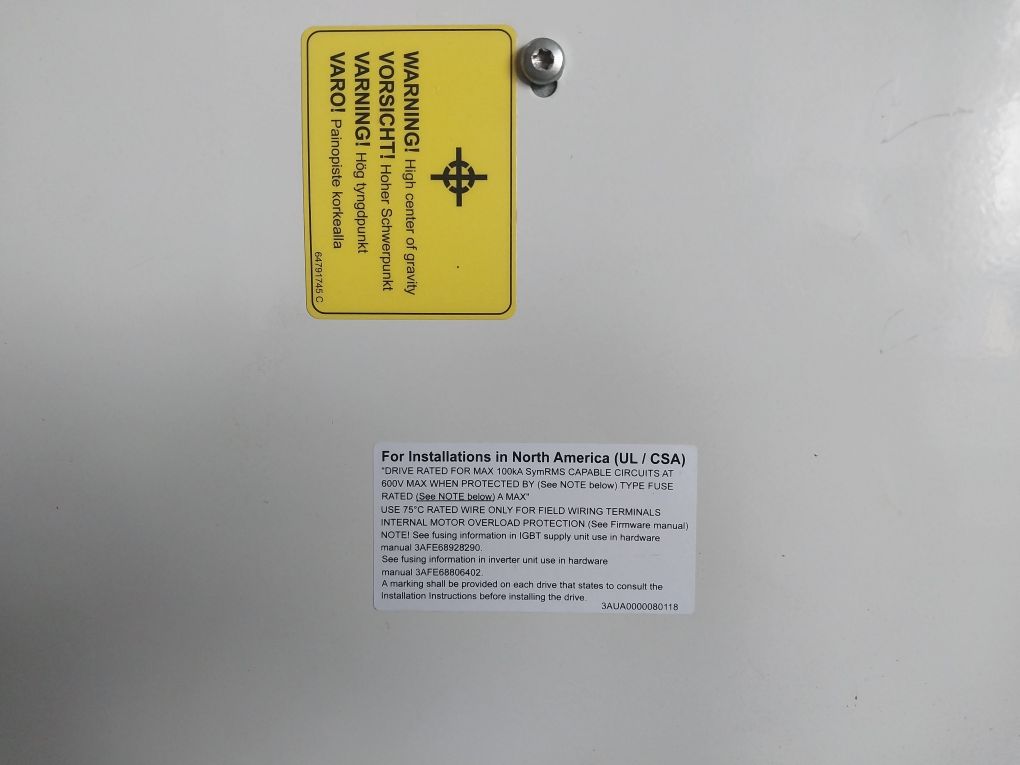 WARNING! High center of gravity
VORSICHT! Hoher Schwerpunkt
VARNING! Hög tyngdpunkt
VARO! Painopiste korkealla
64791745 C
For Installations in North America (UL / CSA)
"DRIVE RATED FOR MAX 100kA SymRMS CAPABLE CIRCUITS AT
600V MAX WHEN PROTECTED BY (See NOTE below) TYPE FUSE
RATED (See NOTE below) A MAX"
USE 75°C RATED WIRE ONLY FOR FIELD WIRING TERMINALS
INTERNAL MOTOR OVERLOAD PROTECTION (See Firmware manual)
NOTE! See fusing information in IGBT supply unit use in hardware
manual 3AFE68928290.
See fusing information in inverter unit use in hardware
manual 3AFE68806402.
A marking shall be provided on each drive that states to consult the
Installation Instructions before installing the drive.
3AUA0000080118